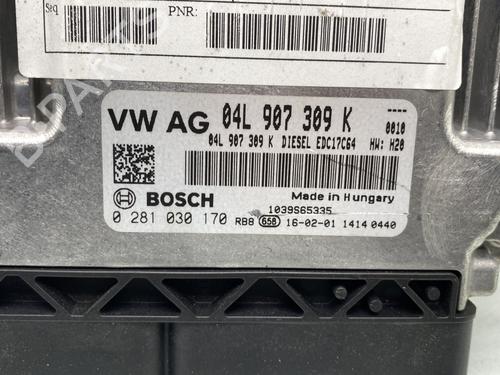 Seq
PNR:
VW AG 04L 907 309 K ----
0010
04L 907 309 K DIESEL EDC17C64 HW: H20
BOSCH
Made in Hungary
1039S65335
0 281 030 170 RB8 658 16-02-01 1414 0440